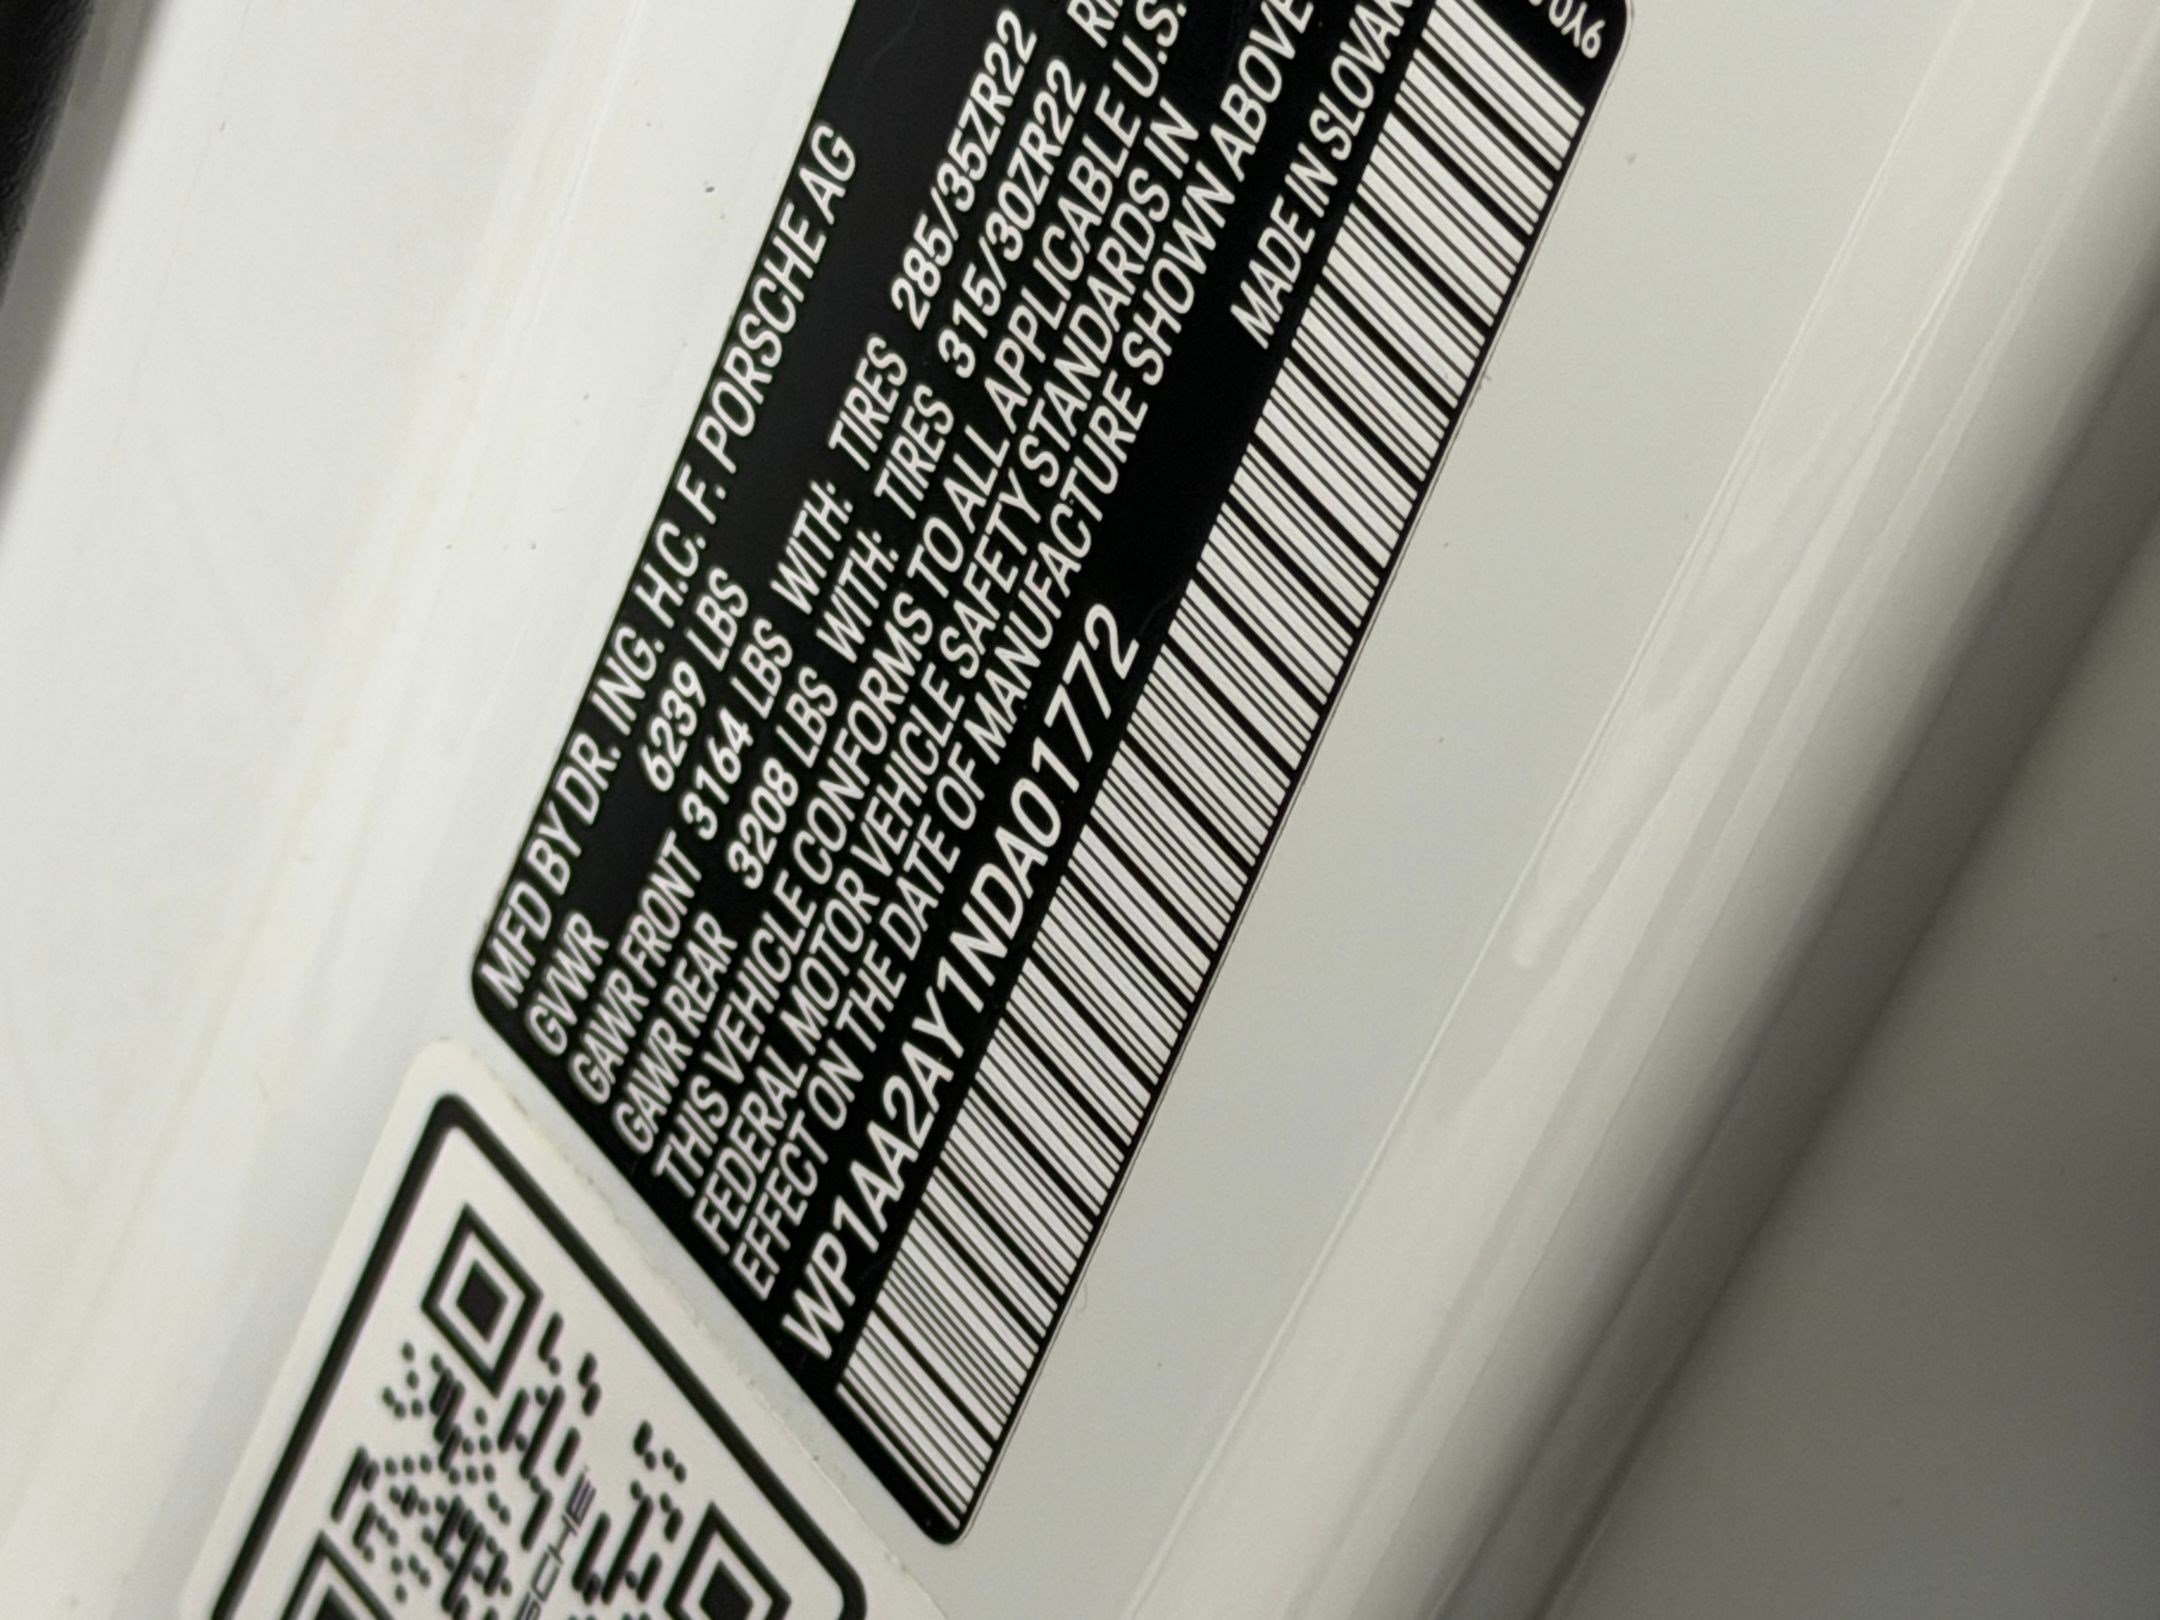 MFD BY DR. ING. H.C. F. PORSCHE AG
GVWR 6239 LBS
GAWR FRONT 3164 LBS WITH: TIRES 285/35ZR22
GAWR REAR 3208 LBS WITH: TIRES 315/30ZR22
THIS VEHICLE CONFORMS TO ALL APPLICABLE U.S.
FEDERAL MOTOR VEHICLE SAFETY STANDARDS IN
EFFECT ON THE DATE OF MANUFACTURE SHOWN ABOVE
MADE IN
WP1AA2AY1NDA01772